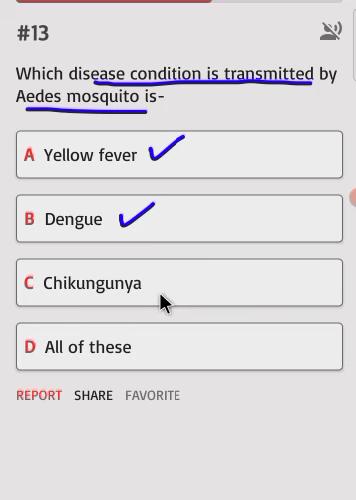 #13
Which disease condition is transmitted by
Aedes mosquito is-
A Yellow fever
B Dengue
C Chikungunya
D All of these
REPORT SHARE FAVORITE